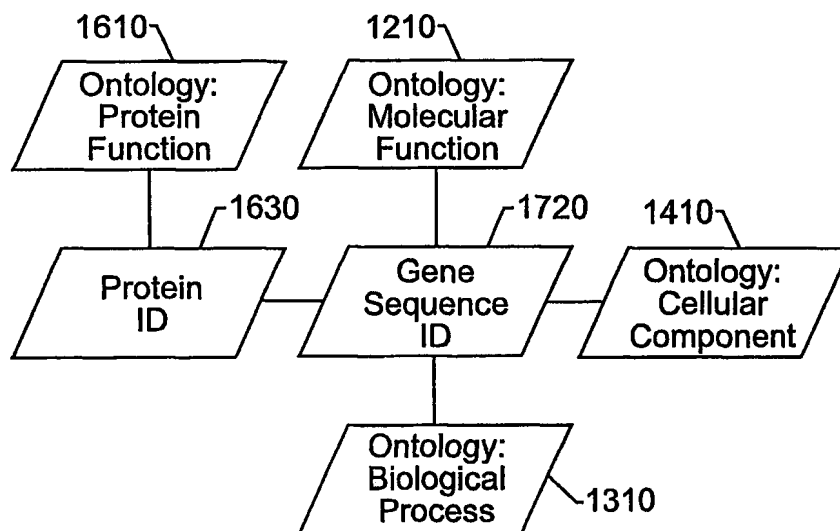 1610
Ontology:
Protein
Function
1210
Ontology:
Molecular
Function
1630
Protein
ID
1720
Gene
Sequence
ID
1410
Ontology:
Cellular
Component
Ontology:
Biological
Process
1310